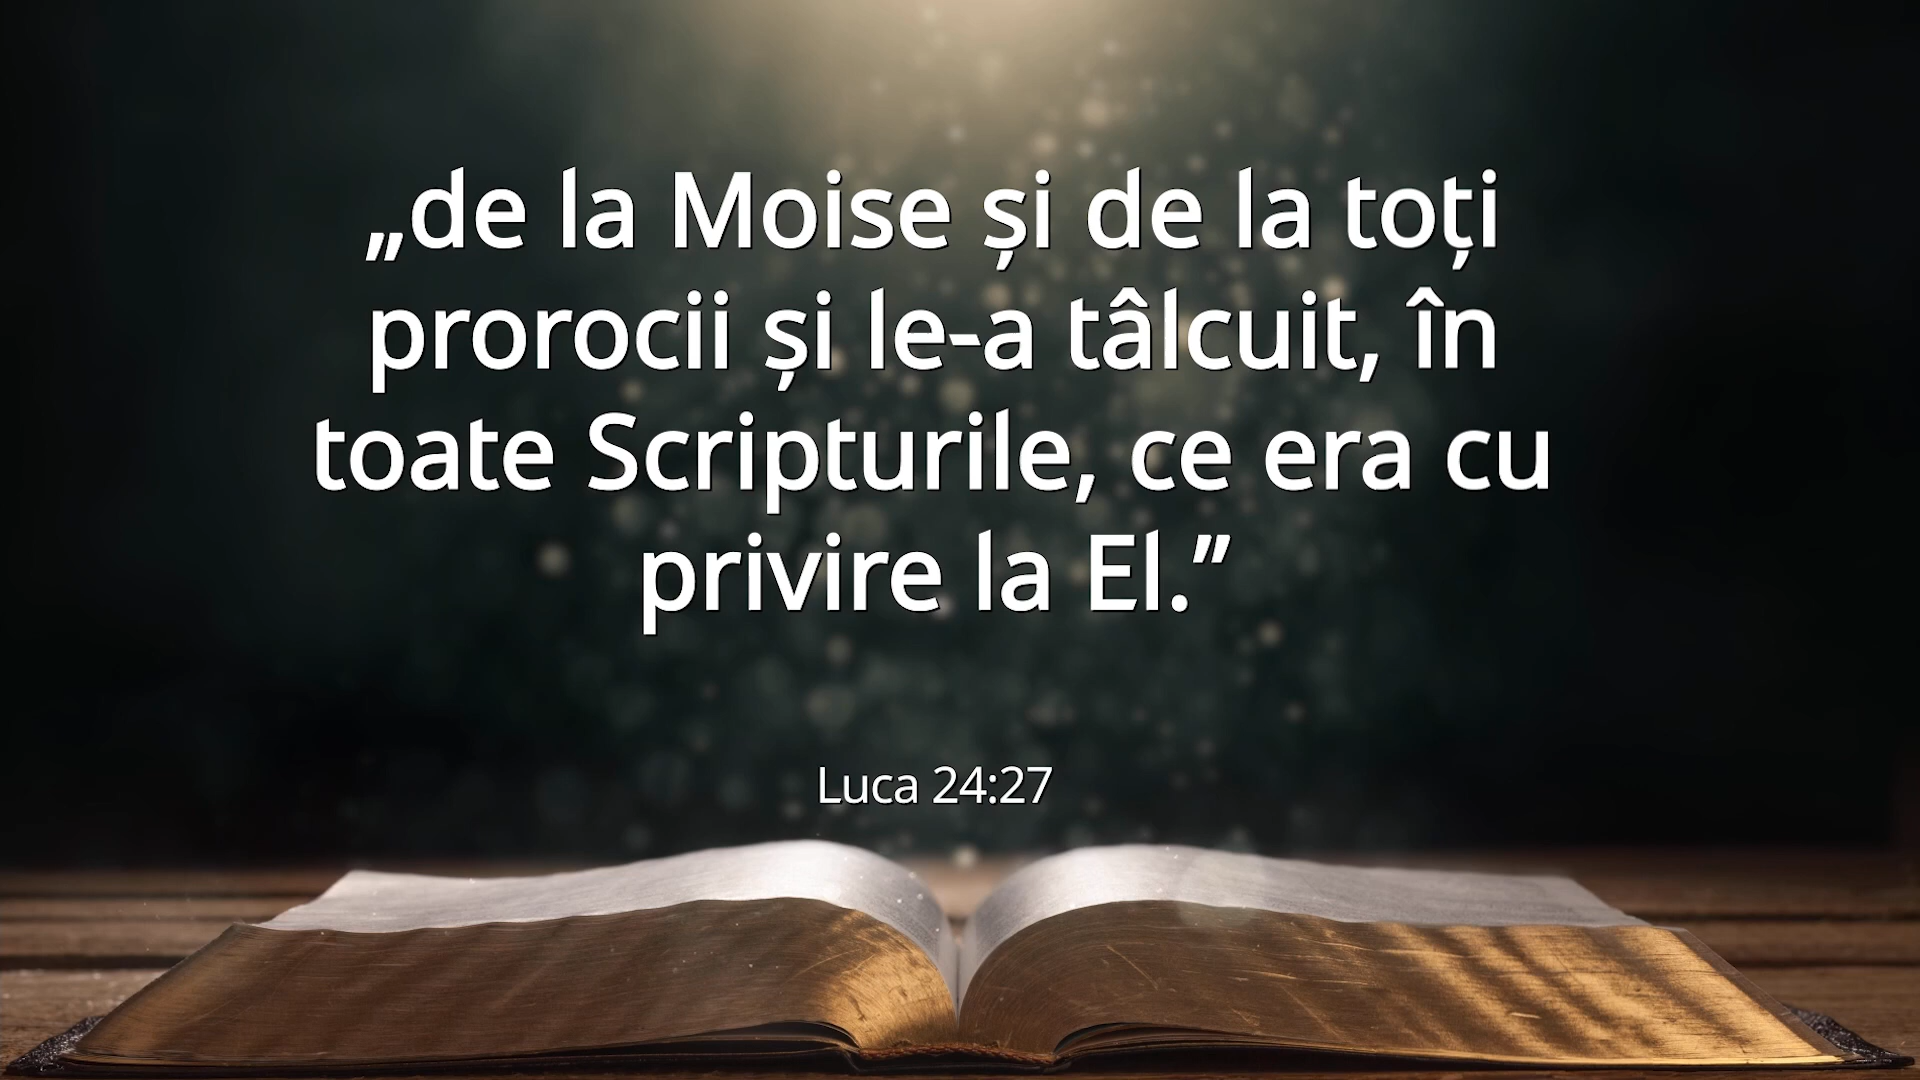 „de la Moise și de la toți
prorocii și le-a tâlcuit, în
toate Scripturile, ce era cu
privire la El.”
Luca 24:27